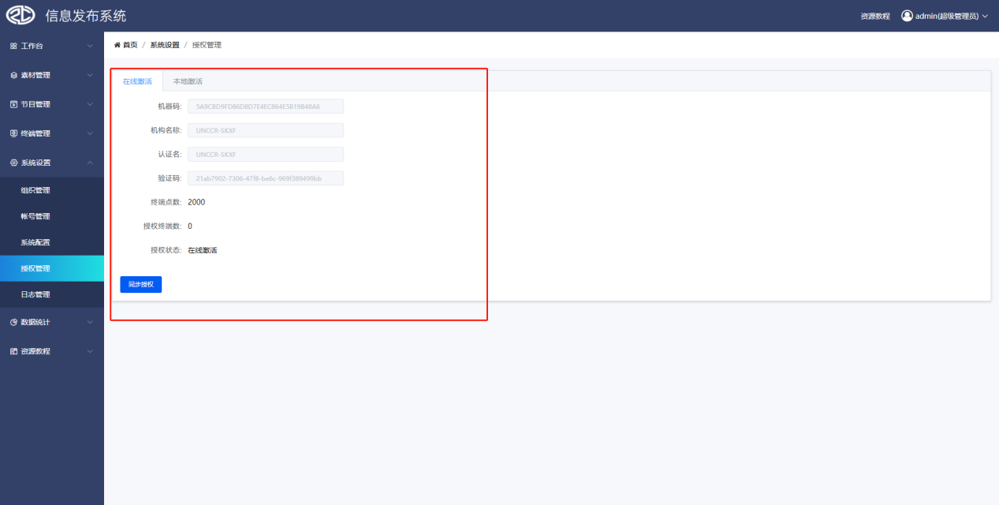 信息发布系统
资源教程 admin(超级管理员)
工作台
素材管理
节目管理
终端管理
系统设置
组织管理
帐号管理
系统配置
授权管理
日志管理
数据统计
资源教程
首页 / 系统设置 / 授权管理
在线激活 本地激活
机器码: 5A9CBD9FD86D8D7E4EC864E5B19848A6
机构名称: UNCCR-SKXF
认证名: UNCCR-SKXF
验证码: 21ab7902-7306-47f8-be6c-969f389499bb
终端点数: 2000
授权终端数: 0
授权状态: 在线激活
同步授权